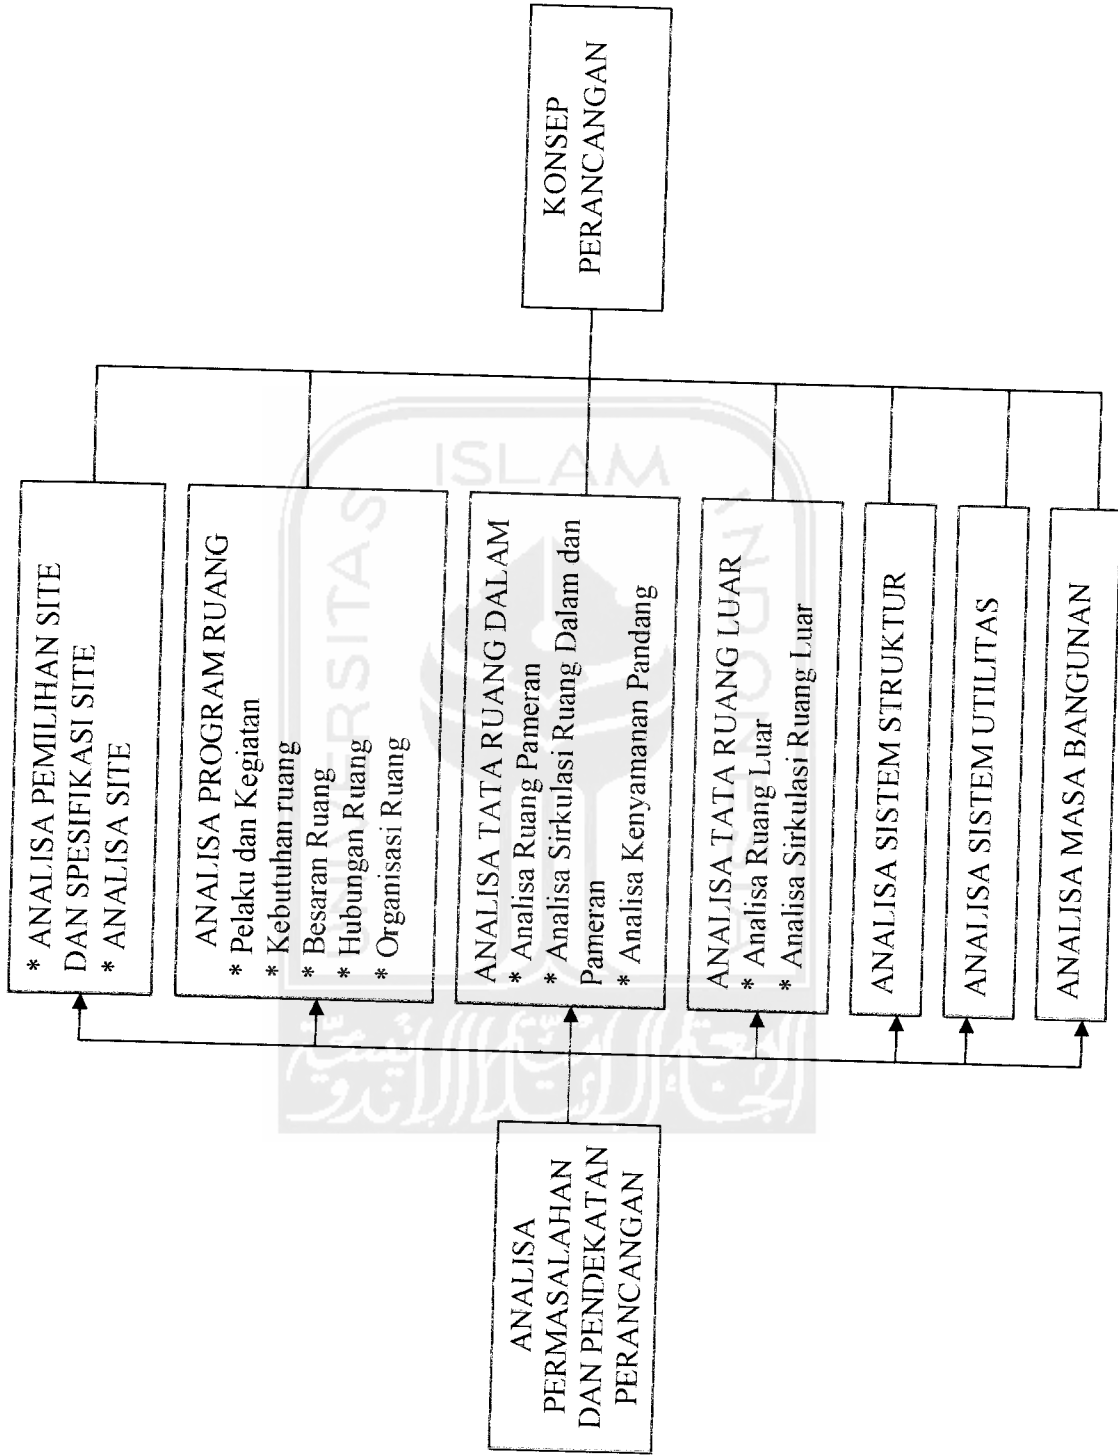 ANALISA
PERMASALAHAN
DAN PENDEKATAN
PERANCANGAN
* ANALISA PEMILIHAN SITE
DAN SPESIFIKASI SITE
* ANALISA SITE
ANALISA PROGRAM RUANG
* Pelaku dan Kegiatan
* Kebutuhan ruang
* Besaran Ruang
* Hubungan Ruang
* Organisasi Ruang
ANALISA TATA RUANG DALAM
* Analisa Ruang Pameran
* Analisa Sirkulasi Ruang Dalam dan
Pameran
* Analisa Kenyamanan Pandang
ANALISA TATA RUANG LUAR
* Analisa Ruang Luar
* Analisa Sirkulasi Ruang Luar
ANALISA SISTEM STRUKTUR
ANALISA SISTEM UTILITAS
ANALISA MASA BANGUNAN
KONSEP
PERANCANGAN
UNIVERSITAS
ISLAM
INDONESIA